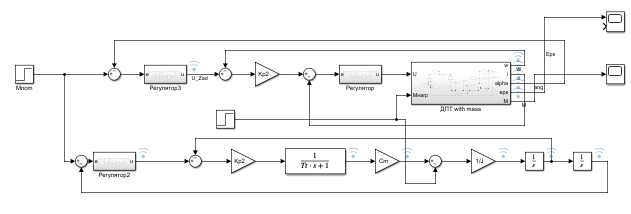 Eps
Mnom
e
u
Регулятор3
U_Zad
Kp2
e
u
Регулятор
U
Mнагр
w
i
alpha
eps
M
ДПТ with mass
W
ang
M
e
u
Регулятор2
Kp2
1
Tt · s + 1
Cm
1/J
1
s
1
s